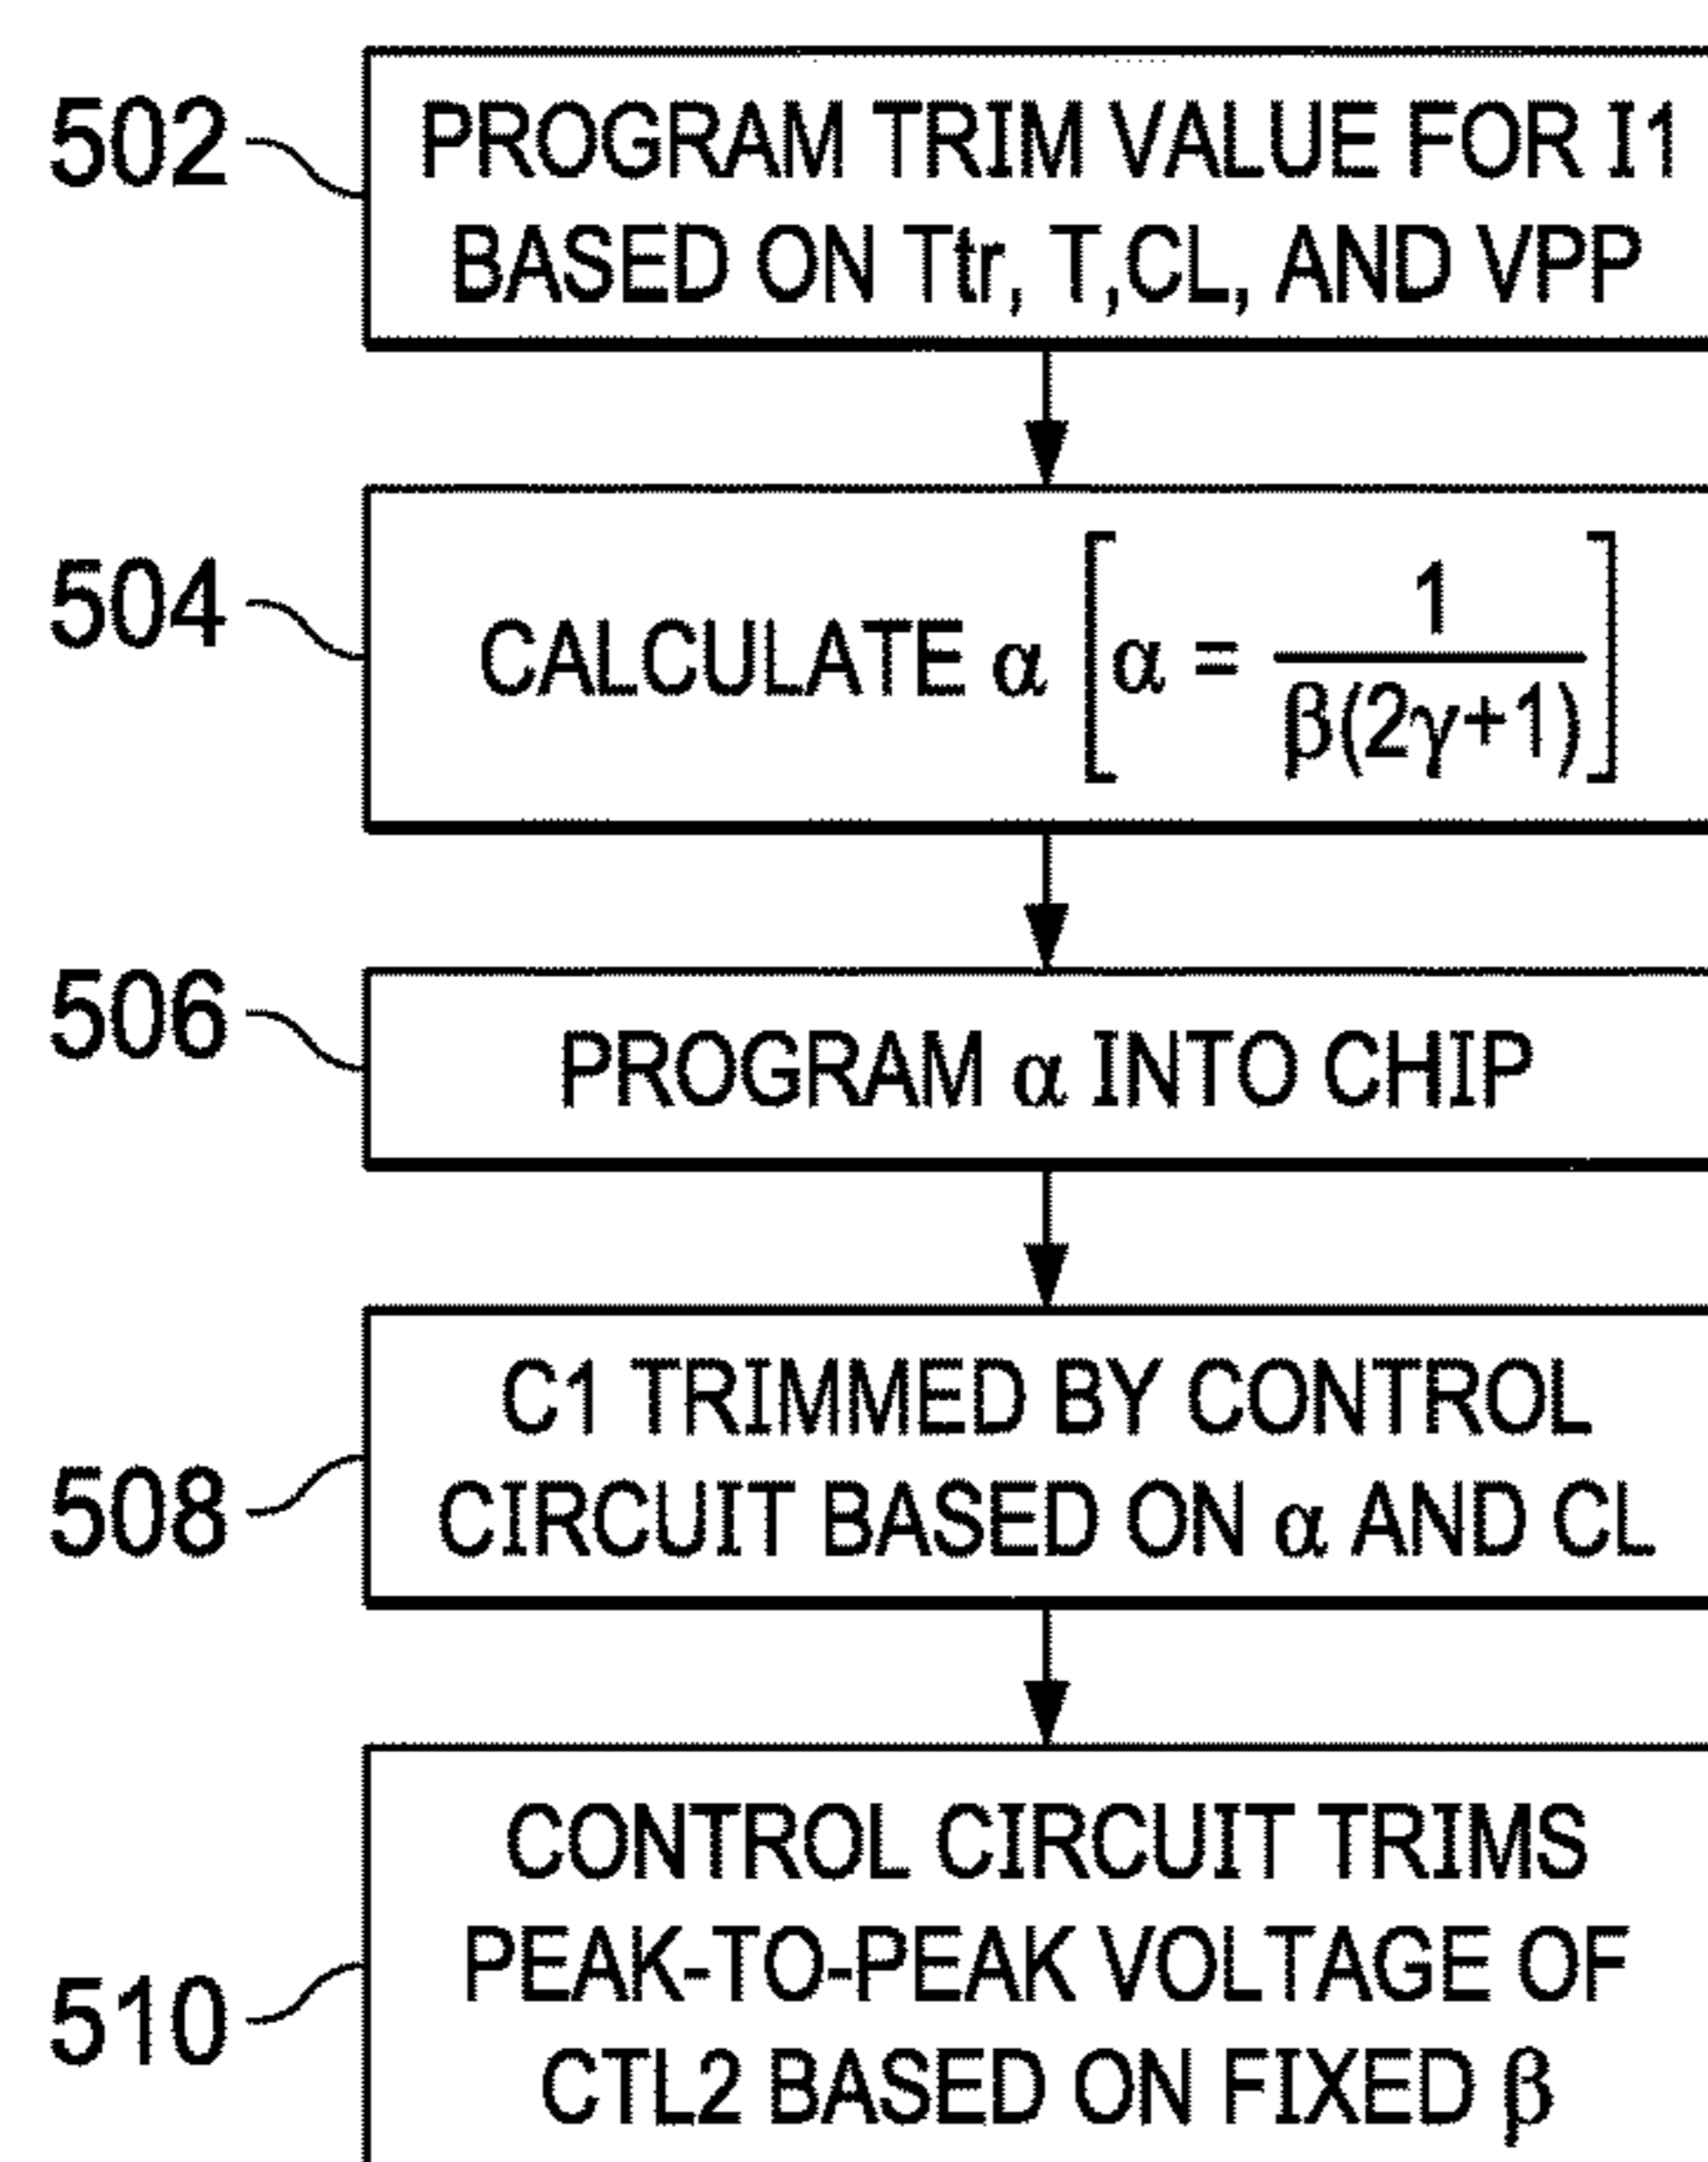 502
PROGRAM TRIM VALUE FOR I1
BASED ON Ttr, T,CL, AND VPP
504
CALCULATE α [α = 1/β(2γ+1)]
506
PROGRAM α INTO CHIP
508
C1 TRIMMED BY CONTROL
CIRCUIT BASED ON α AND CL
510
CONTROL CIRCUIT TRIMS
PEAK-TO-PEAK VOLTAGE OF
CTL2 BASED ON FIXED β